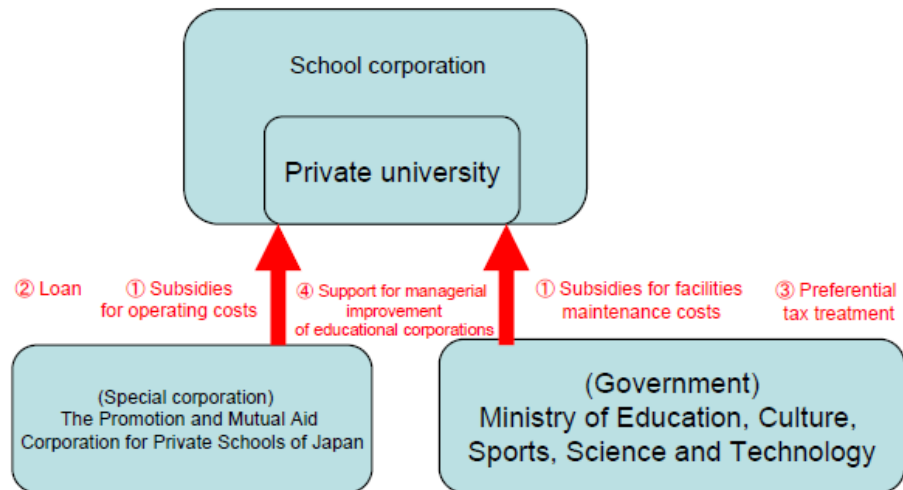 School corporation
Private university
② Loan
① Subsidies
for operating costs
④ Support for managerial
improvement
of educational corporations
① Subsidies for facilities
maintenance costs
③ Preferential
tax treatment
(Special corporation)
The Promotion and Mutual Aid
Corporation for Private Schools of Japan
(Government)
Ministry of Education, Culture,
Sports, Science and Technology